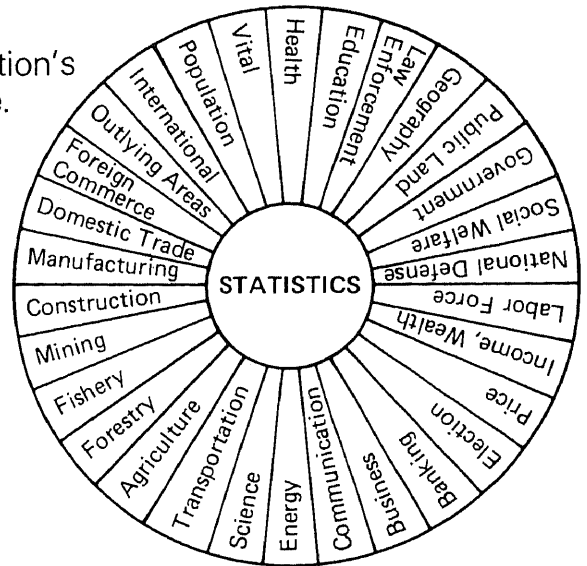 tion's
e.
STATISTICS
Health
Education
Law
Enforcement
Geography
Public Land
Government
Social Welfare
National Defense
Labor Force
Income, Wealth
Price
Election
Banking
Business
Communication
Energy
Science
Transportation
Agriculture
Forestry
Fishery
Mining
Construction
Manufacturing
Domestic Trade
Foreign
Commerce
Outlying Areas
International
Population
Vital